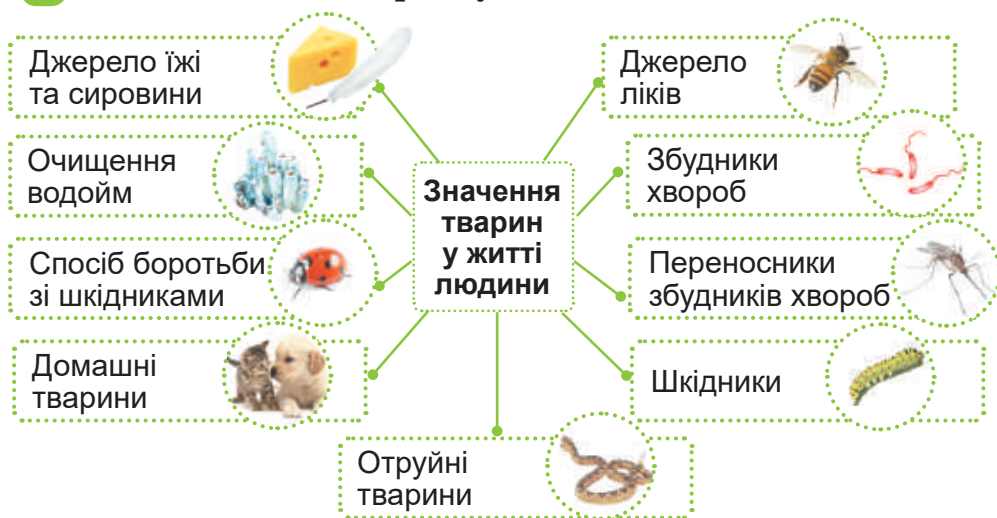 Джерело їжі
та сировини
Очищення
водойм
Спосіб боротьби
зі шкідниками
Домашні
тварини
Значення
тварин
у житті
людини
Джерело
ліків
Збудники
хвороб
Переносники
збудників хвороб
Шкідники
Отруйні
тварини